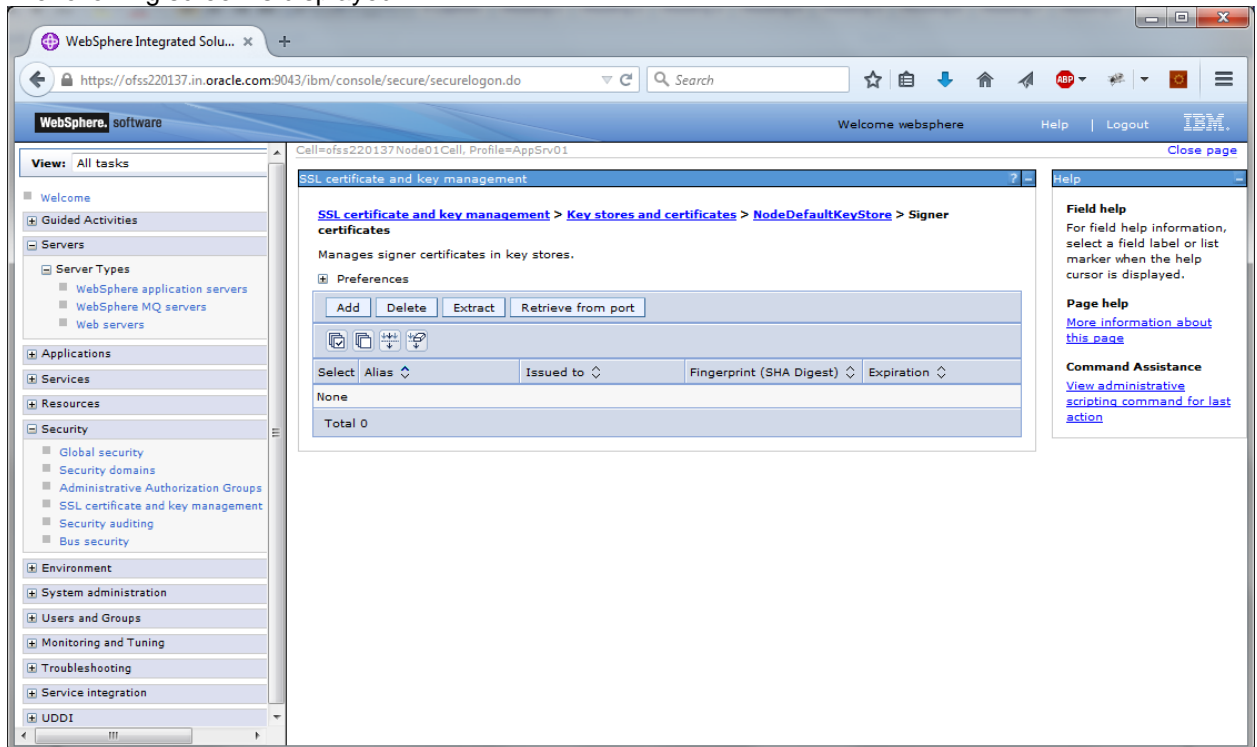 WebSphere Integrated Solu...
https://ofss220137.in.oracle.com:9043/ibm/console/secure/securelogon.do
Search
ABP
WebSphere. software
Welcome websphere
Help | Logout
IBM.
Cell=ofss220137Node01Cell, Profile=AppSrv01
Close page
View: All tasks
Welcome
Guided Activities
Servers
Server Types
WebSphere application servers
WebSphere MQ servers
Web servers
Applications
Services
Resources
Security
Global security
Security domains
Administrative Authorization Groups
SSL certificate and key management
Security auditing
Bus security
Environment
System administration
Users and Groups
Monitoring and Tuning
Troubleshooting
Service integration
UDDI
SSL certificate and key management
? –
SSL certificate and key management > Key stores and certificates > NodeDefaultKeyStore > Signer
certificates
Manages signer certificates in key stores.
Preferences
Add Delete Extract Retrieve from port
Select Alias Issued to Fingerprint (SHA Digest) Expiration
None
Total 0
Help
Field help
For field help information,
select a field label or list
marker when the help
cursor is displayed.
Page help
More information about
this page
Command Assistance
View administrative
scripting command for last
action